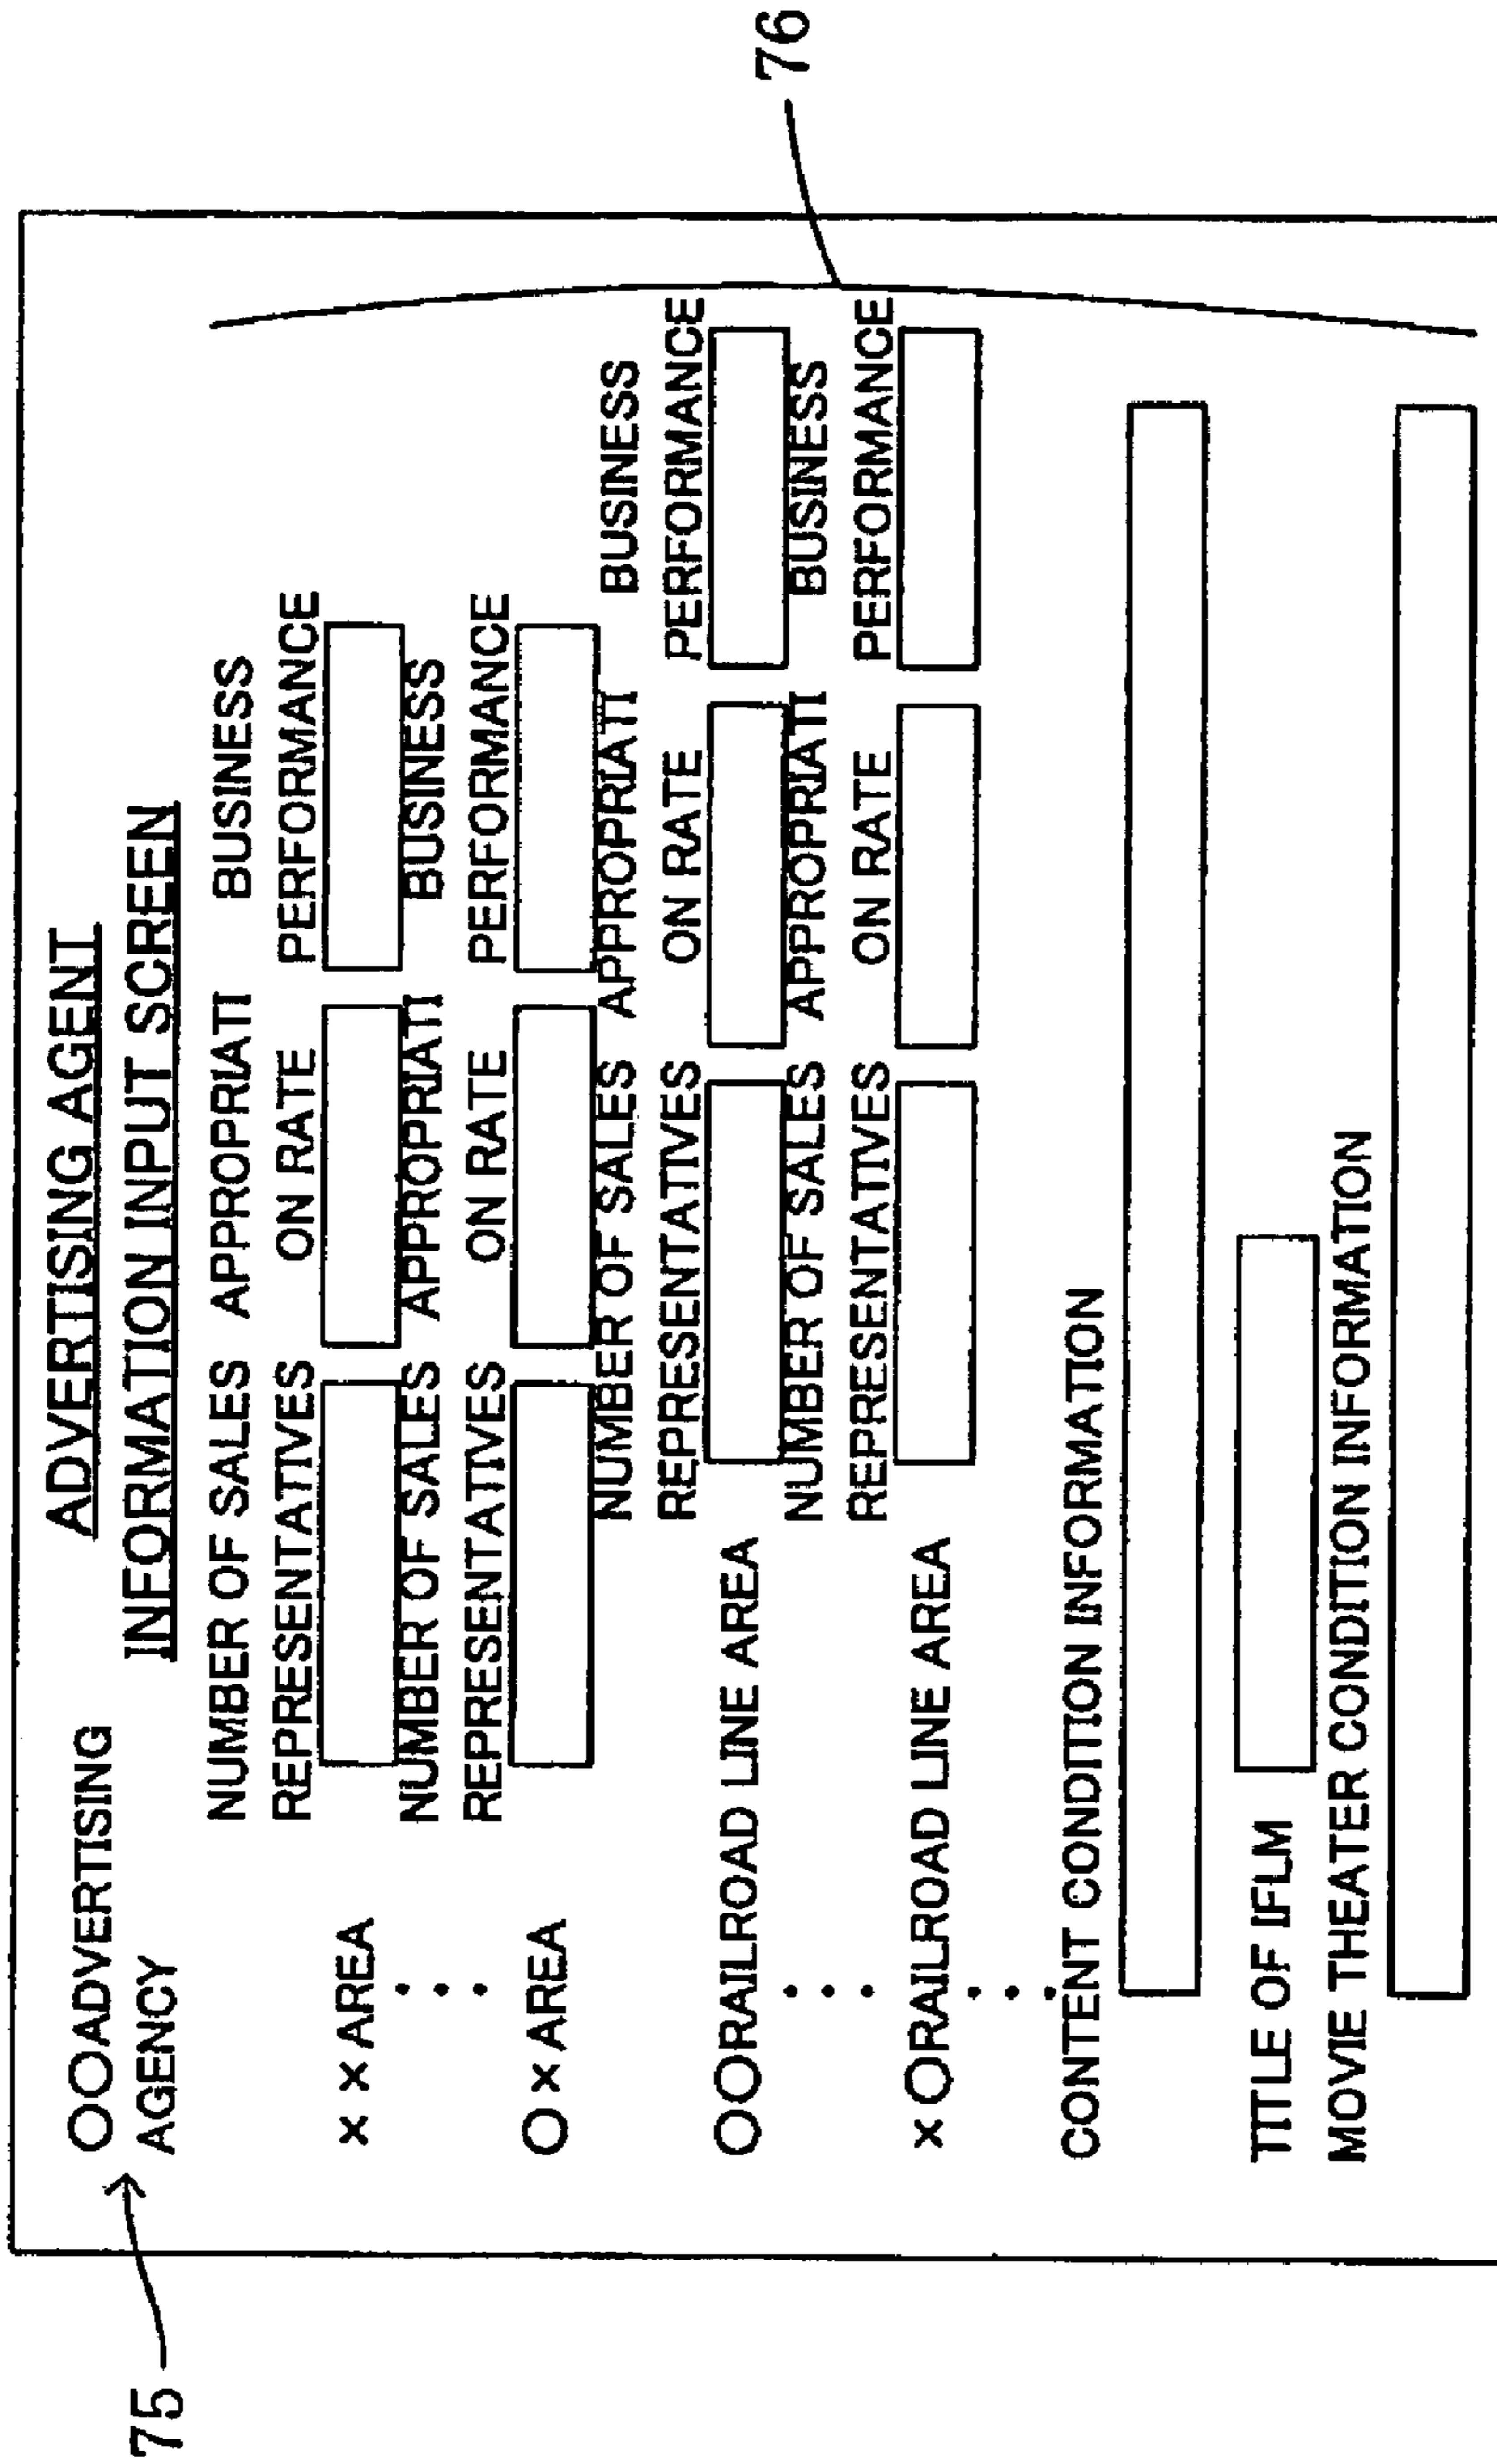 ADVERTISING AGENT
INFORMATION INPUT SCREEN
○○ADVERTISING
AGENCY
75
76
NUMBER OF SALES APPROPRIATI BUSINESS
REPRESENTATIVES ON RATE PERFORMANCE
××AREA
NUMBER OF SALES APPROPRIATI BUSINESS
REPRESENTATIVES ON RATE PERFORMANCE
○×AREA
NUMBER OF SALES APPROPRIATI BUSINESS
REPRESENTATIVES ON RATE PERFORMANCE
○○RAILROAD LINE AREA
NUMBER OF SALES APPROPRIATI BUSINESS
REPRESENTATIVES ON RATE PERFORMANCE
×○RAILROAD LINE AREA
CONTENT CONDITION INFORMATION
TITLE OF IFLM
MOVIE THEATER CONDITION INFORMATION